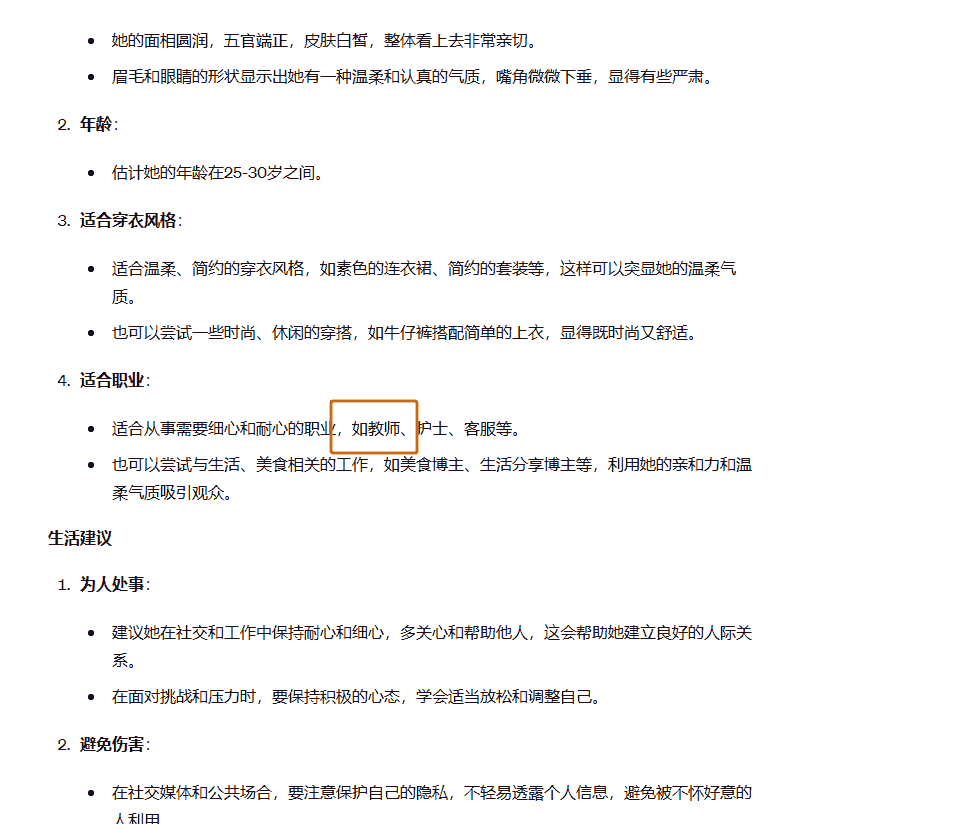 她的面相圆润，五官端正，皮肤白皙，整体看上去非常亲切。
眉毛和眼睛的形状显示出她有一种温柔和认真的气质，嘴角微微下垂，显得有些严肃。
2. 年龄：
估计她的年龄在25-30岁之间。
3. 适合穿衣风格：
适合温柔、简约的穿衣风格，如素色的连衣裙、简约的套装等，这样可以突显她的温柔气
质。
也可以尝试一些时尚、休闲的穿搭，如牛仔裤搭配简单的上衣，显得既时尚又舒适。
4. 适合职业：
适合从事需要细心和耐心的职业，如教师、护士、客服等。
也可以尝试与生活、美食相关的工作，如美食博主、生活分享博主等，利用她的亲和力和温
柔气质吸引观众。
生活建议
1. 为人处事：
建议她在社交和工作中保持耐心和细心，多关心和帮助他人，这会帮助她建立良好的人际关
系。
在面对挑战和压力时，要保持积极的心态，学会适当放松和调整自己。
2. 避免伤害：
在社交媒体和公共场合，要注意保护自己的隐私，不轻易透露个人信息，避免被不怀好意的
人利用